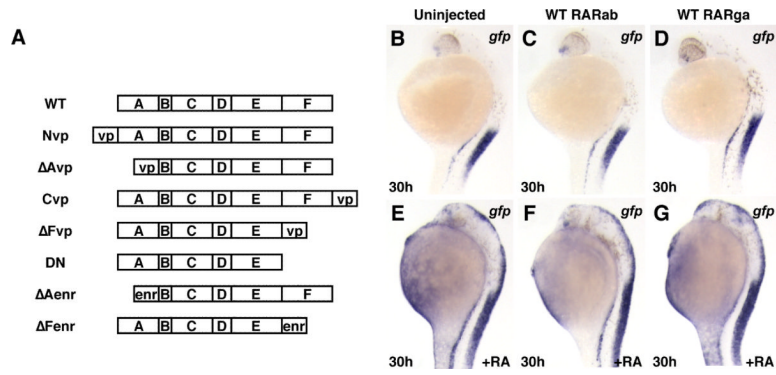 A
WT A B C D E F
Nvp vp A B C D E F
ΔAvp vp B C D E F
Cvp A B C D E F vp
ΔFvp A B C D E vp
DN A B C D E
ΔAenr enr B C D E F
ΔFenr A B C D E enr
Uninjected WT RARab WT RARga
B gfp C gfp D gfp
30h 30h 30h
E gfp F gfp G gfp
30h +RA 30h +RA 30h +RA